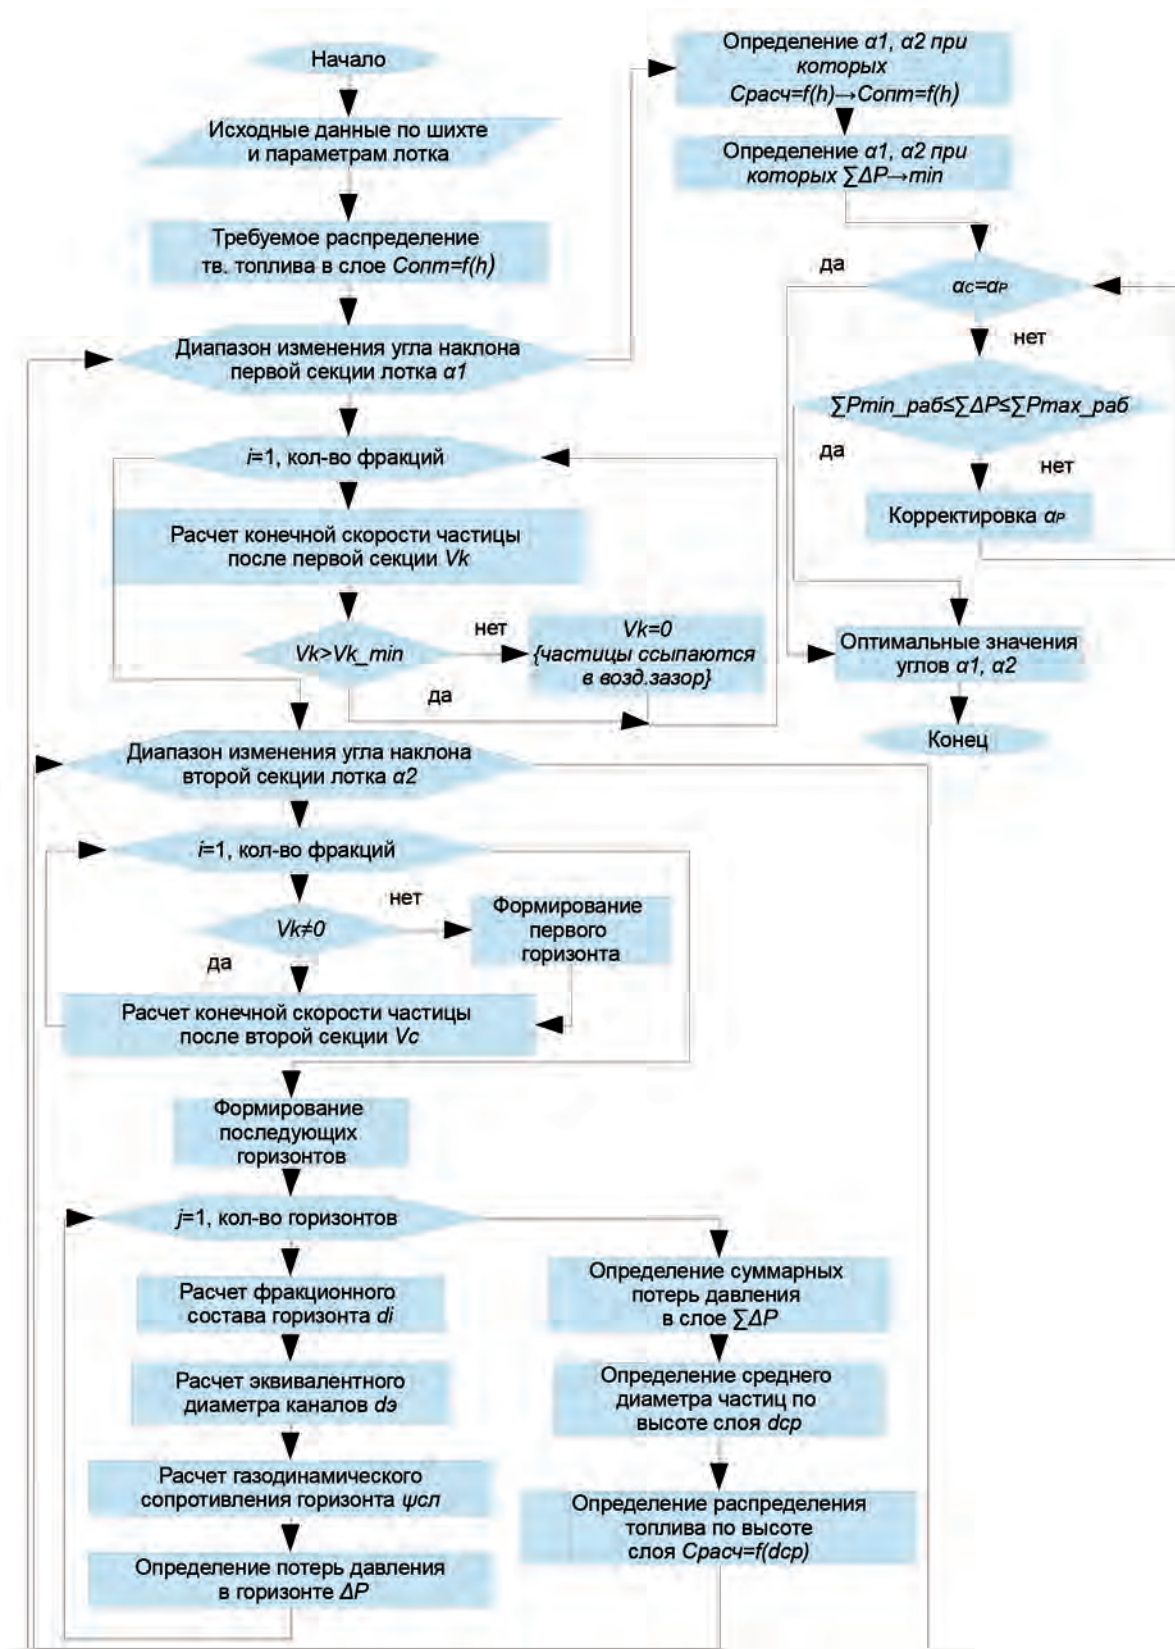 Начало
Исходные данные по шихте
и параметрам лотка
Требуемое распределение
тв. топлива в слое Сопт=f(h)
Диапазон изменения угла наклона
первой секции лотка α1
i=1, кол-во фракций
Расчет конечной скорости частицы
после первой секции Vk
Vk>Vk_min
нет
Vk=0
{частицы ссыпаются
в возд.зазор}
да
Диапазон изменения угла наклона
второй секции лотка α2
i=1, кол-во фракций
Vk≠0
нет
Формирование
первого
горизонта
да
Расчет конечной скорости частицы
после второй секции Vc
Формирование
последующих
горизонтов
j=1, кол-во горизонтов
Расчет фракционного
состава горизонта di
Расчет эквивалентного
диаметра каналов dэ
Расчет газодинамического
сопротивления горизонта ψсл
Определение потерь давления
в горизонте ΔP
Определение суммарных
потерь давления
в слое ∑ΔP
Определение среднего
диаметра частиц по
высоте слоя dср
Определение распределения
топлива по высоте
слоя Срасч=f(dср)
Определение α1, α2 при
которых
Срасч=f(h)→Сопт=f(h)
Определение α1, α2 при
которых ∑ΔP→min
да
αC=αP
нет
∑Pmin_раб≤∑ΔP≤∑Pmax_раб
да
нет
Корректировка αP
Оптимальные значения
углов α1, α2
Конец